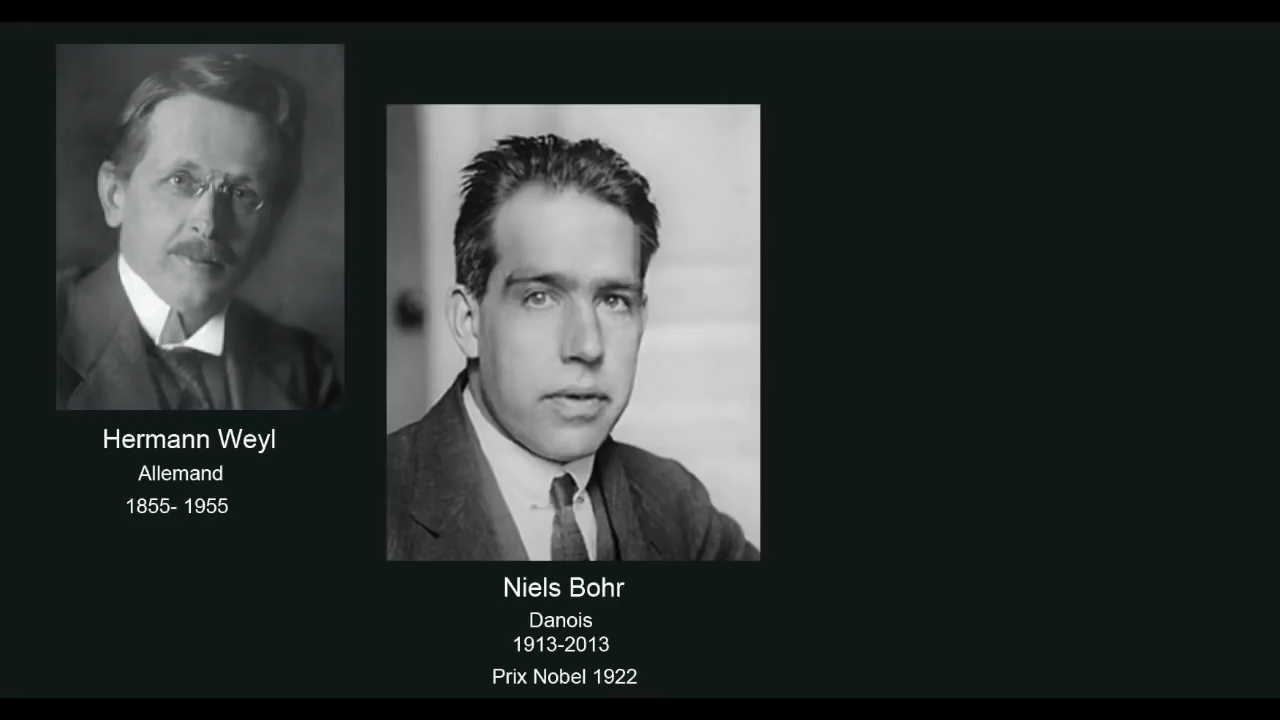 Hermann Weyl
Allemand
1855- 1955
Niels Bohr
Danois
1913-2013
Prix Nobel 1922